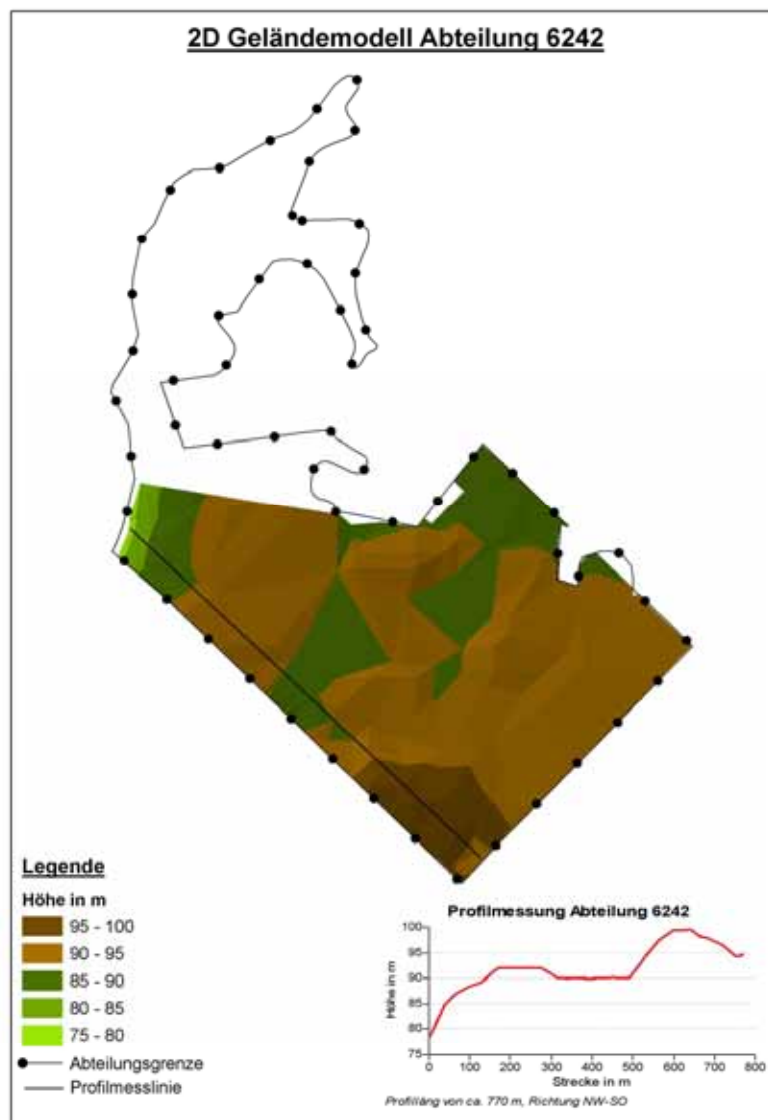 2D Geländemodell Abteilung 6242
Legende
Höhe in m
95 - 100
90 - 95
85 - 90
80 - 85
75 - 80
Abteilungsgrenze
Profilmesslinie
Profilmessung Abteilung 6242
Höhe in m
100
95
90
85
80
75
0 100 200 300 400 500 600 700 800
Strecke in m
Profilläng von ca. 770 m, Richtung NW-SO